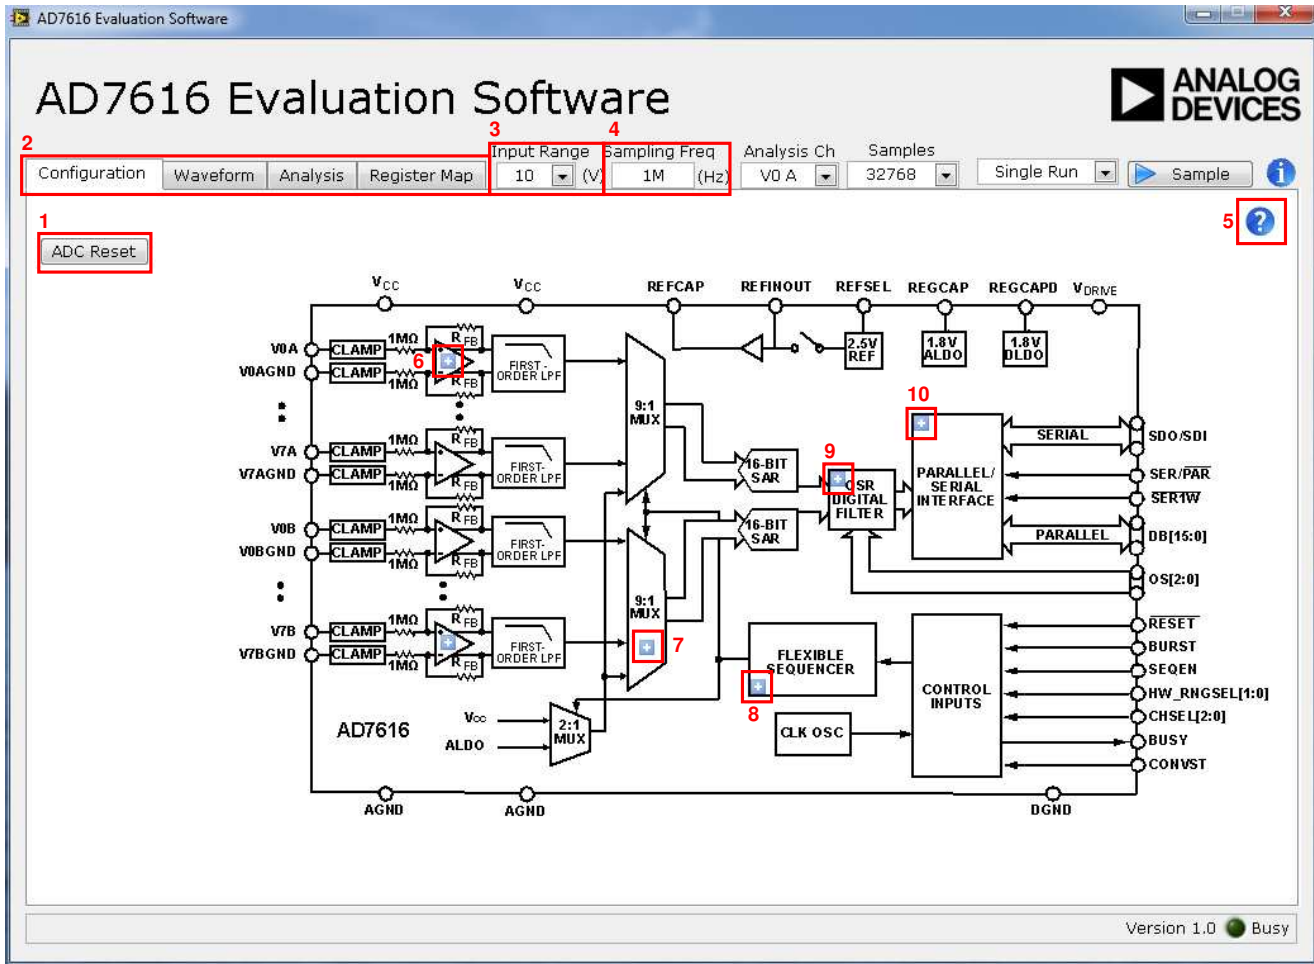 AD7616 Evaluation Software
AD7616 Evaluation Software
ANALOG
DEVICES
2
3
4
Input Range
Sampling Freq
Analysis Ch
Samples
Configuration
Waveform
Analysis
Register Map
10
(V)
1M
(Hz)
V0 A
32768
Single Run
Sample
i
1
ADC Reset
5
?
VCC
VCC
REFCAP
REFINOUT
REFSEL
REGCAP
REGCAPD
VDRIVE
V0A
CLAMP
1MΩ
RFB
6
V0AGND
CLAMP
1MΩ
RFB
FIRST-
ORDER LPF
2.5V
REF
1.8V
ALDO
1.8V
DLDO
9:1
MUX
10
V7A
CLAMP
1MΩ
RFB
V7AGND
CLAMP
1MΩ
RFB
FIRST-
ORDER LPF
16-BIT
SAR
9
OSR
DIGITAL
FILTER
PARALLEL/
SERIAL
INTERFACE
SERIAL
SDO/SDI
SER/PAR
SER1W
V0B
CLAMP
1MΩ
RFB
V0BGND
CLAMP
1MΩ
RFB
FIRST-
ORDER LPF
16-BIT
SAR
PARALLEL
DB[15:0]
OS[2:0]
9:1
MUX
7
V7B
CLAMP
1MΩ
RFB
V7BGND
CLAMP
1MΩ
RFB
FIRST-
ORDER LPF
FLEXIBLE
SEQUENCER
8
CONTROL
INPUTS
RESET
BURST
SEQEN
HW_RNGSEL[1:0]
CHSEL[2:0]
BUSY
CONVST
AD7616
Vcc
ALDO
2:1
MUX
CLK OSC
AGND
AGND
DGND
Version 1.0
Busy